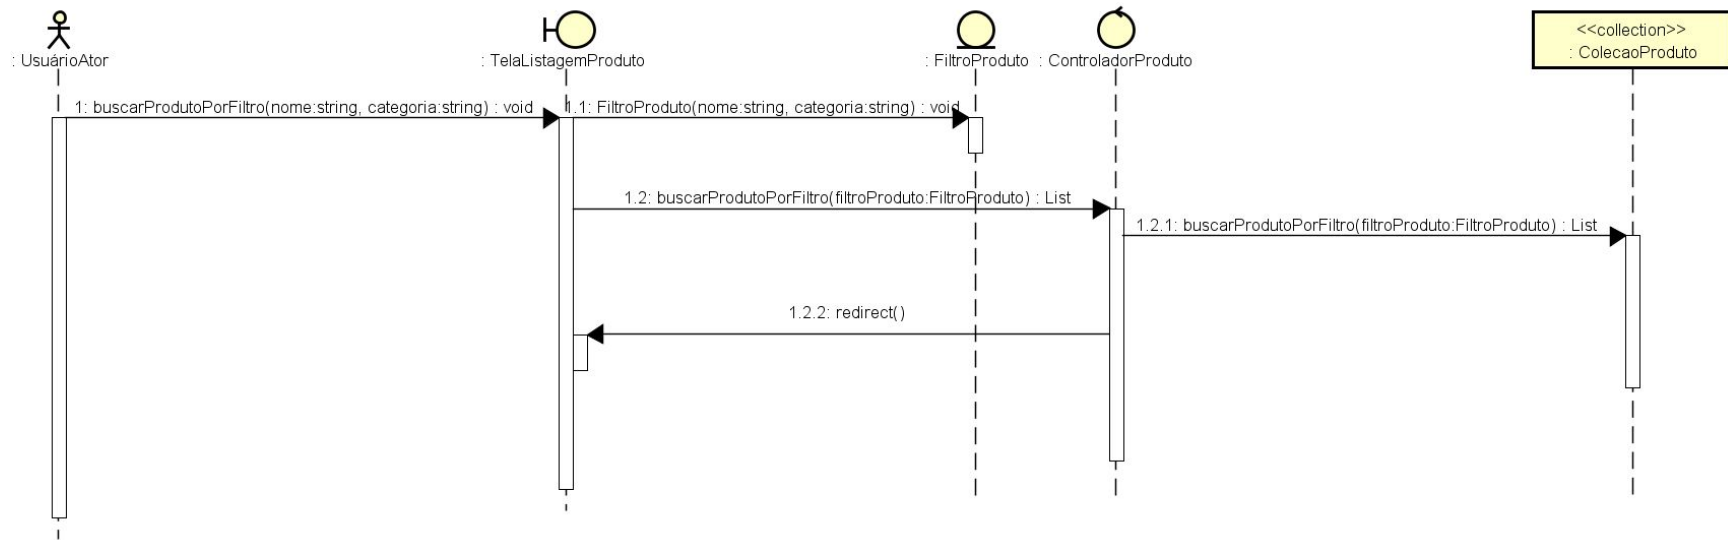 : UsuárioAtor
: TelaListagemProduto
: FiltroProduto
: ControladorProduto
<<collection>>
: ColecaoProduto
1: buscarProdutoPorFiltro(nome:string, categoria:string) : void
1.1: FiltroProduto(nome:string, categoria:string) : void
1.2: buscarProdutoPorFiltro(filtroProduto:FiltroProduto) : List
1.2.1: buscarProdutoPorFiltro(filtroProduto:FiltroProduto) : List
1.2.2: redirect()